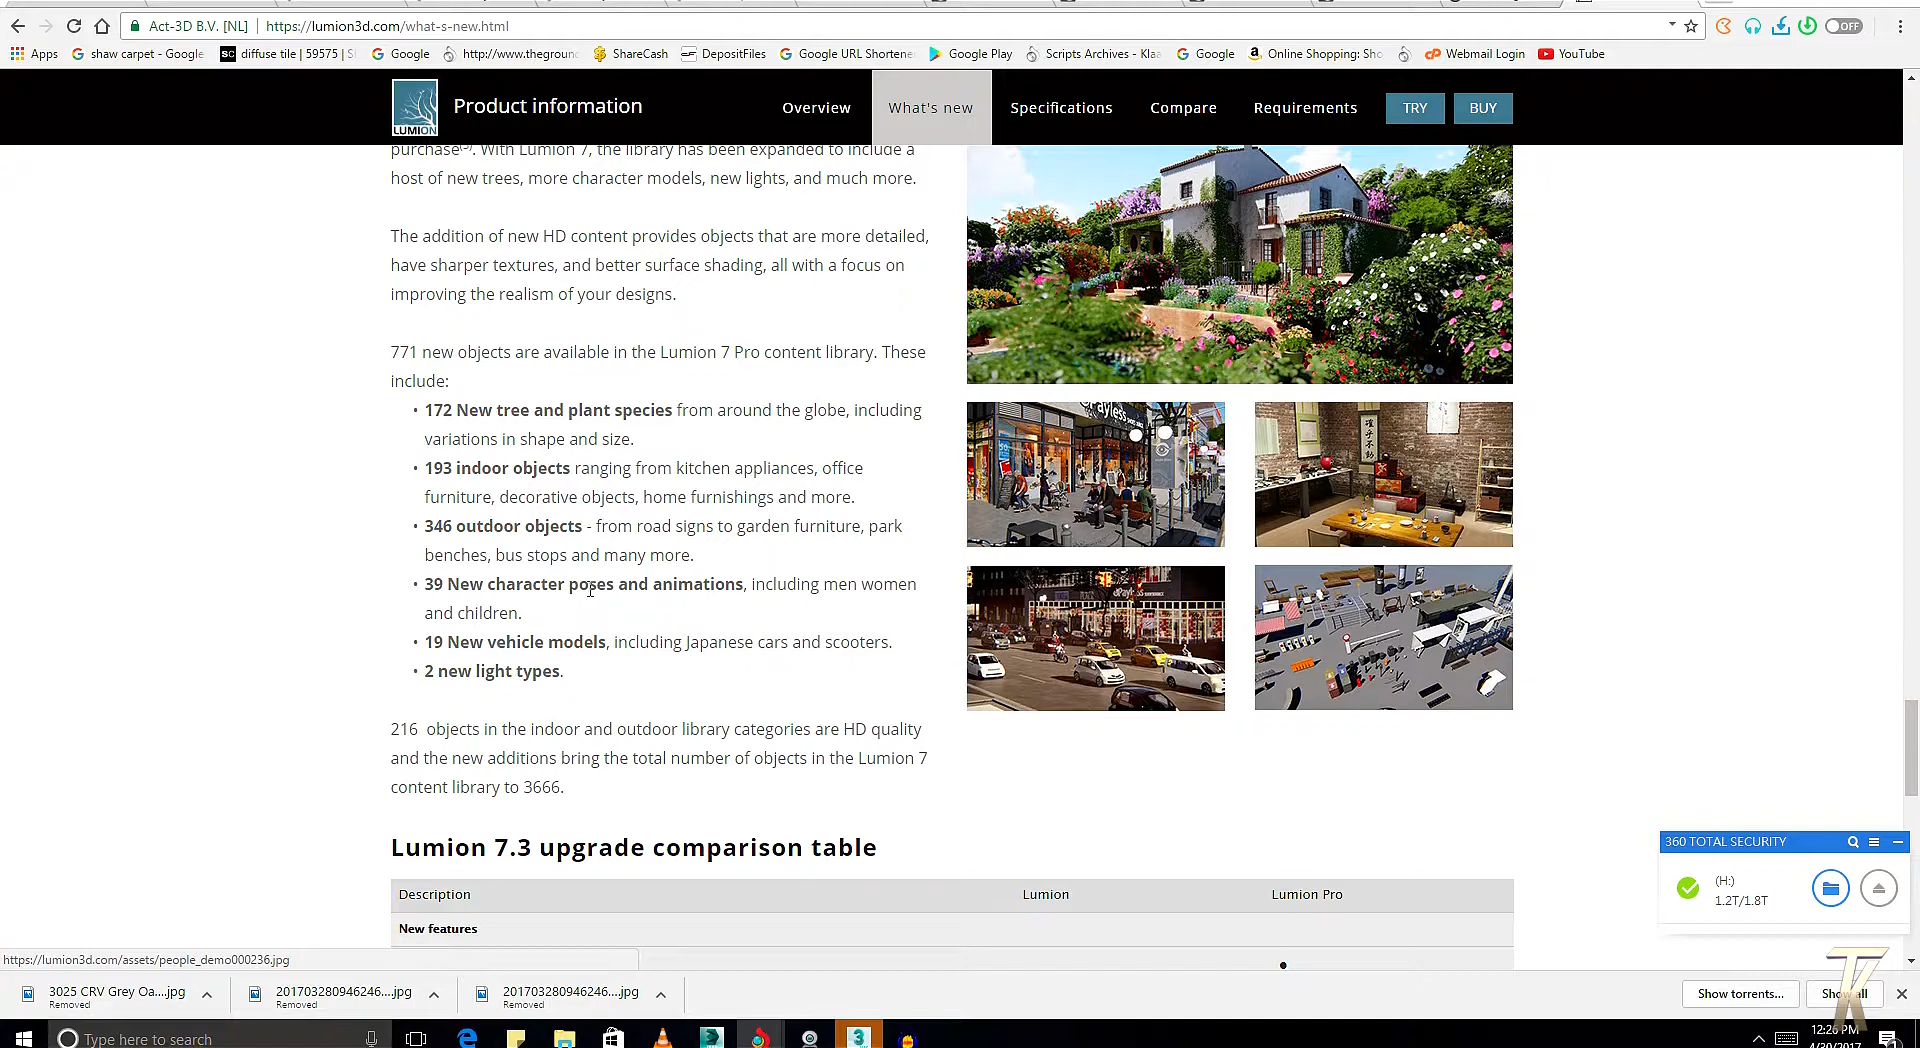 Act-3D B.V. [NL] https://lumion3d.com/what-s-new.html
OFF
Apps shaw carpet - Google diffuse tile | 59575 | Google http://www.theground ShareCash DepositFiles Google URL Shortene Google Play Scripts Archives - Klaa Google Online Shopping: Sho Webmail Login YouTube
LUMION Product information Overview What's new Specifications Compare Requirements TRY BUY
purchase(3). With Lumion 7, the library has been expanded to include a
host of new trees, more character models, new lights, and much more.
The addition of new HD content provides objects that are more detailed,
have sharper textures, and better surface shading, all with a focus on
improving the realism of your designs.
771 new objects are available in the Lumion 7 Pro content library. These
include:
• 172 New tree and plant species from around the globe, including
variations in shape and size.
• 193 indoor objects ranging from kitchen appliances, office
furniture, decorative objects, home furnishings and more.
• 346 outdoor objects - from road signs to garden furniture, park
benches, bus stops and many more.
• 39 New character poses and animations, including men women
and children.
• 19 New vehicle models, including Japanese cars and scooters.
• 2 new light types.
216 objects in the indoor and outdoor library categories are HD quality
and the new additions bring the total number of objects in the Lumion 7
content library to 3666.
Payless
Lumion 7.3 upgrade comparison table
Description Lumion Lumion Pro
New features
360 TOTAL SECURITY
(H:)
1.2T/1.8T
https://lumion3d.com/assets/people_demo000236.jpg
3025 CRV Grey Oa....jpg
Removed
201703280946246....jpg
Removed
201703280946246....jpg
Removed
Show torrents...
Show all
TK
Type here to search
12:26 PM
4/30/2017